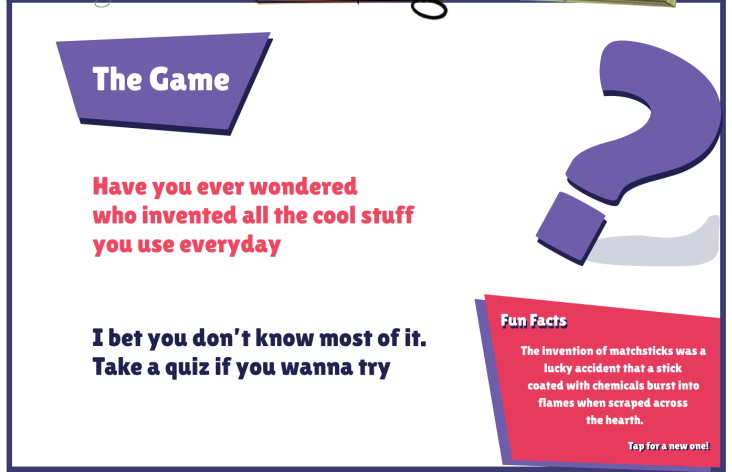 The Game
Have you ever wondered
who invented all the cool stuff
you use everyday
I bet you don't know most of it.
Take a quiz if you wanna try
Fun Facts
The invention of matchsticks was a
lucky accident that a stick
coated with chemicals burst into
flames when scraped across
the hearth.
Tap for a new one!